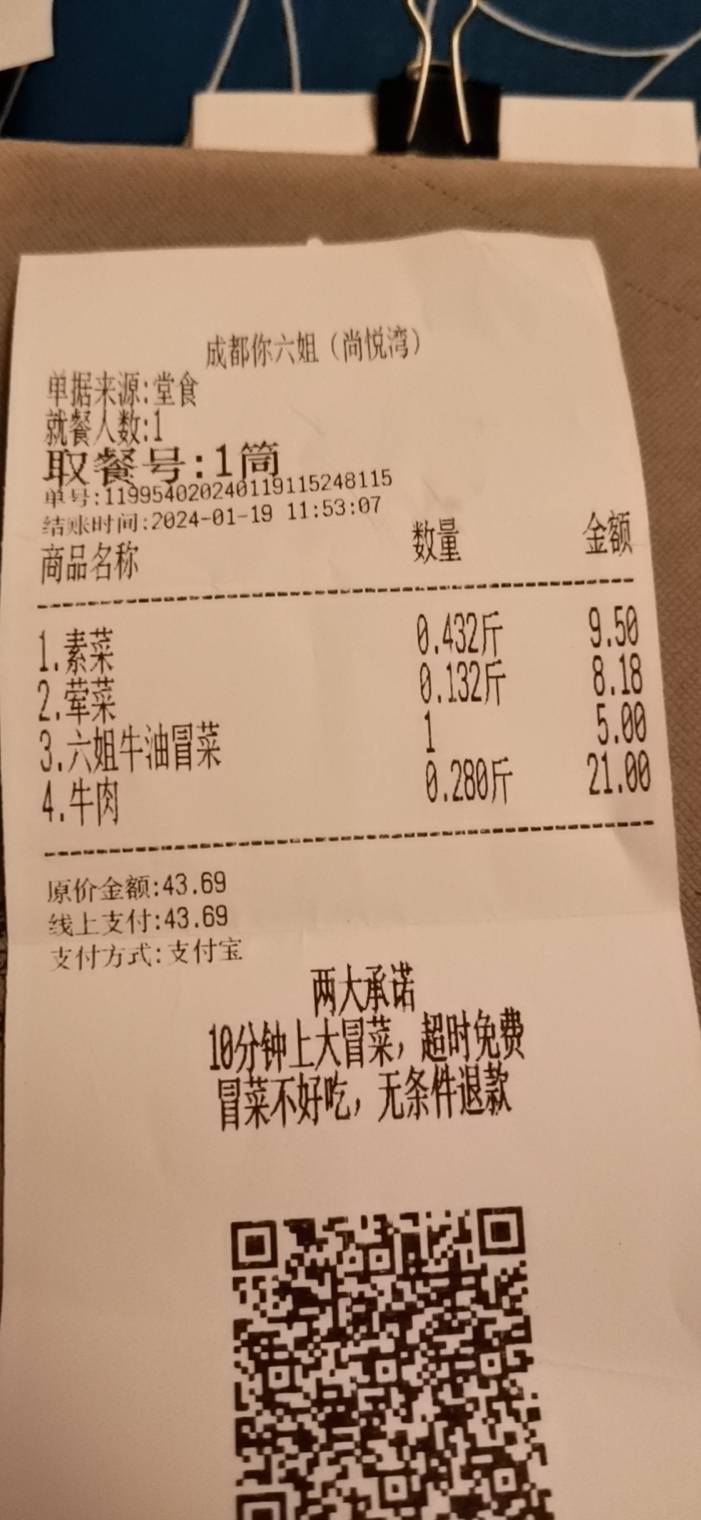 成都你六姐（尚悦湾）
单据来源:堂食
就餐人数:1
取餐号:1筒
单号:119954020240119115248115
结账时间:2024-01-19 11:53:07
商品名称 数量 金额
1.素菜 0.432斤 9.50
2.荤菜 0.132斤 8.18
3.六姐牛油冒菜 1 5.00
4.牛肉 0.280斤 21.00
原价金额:43.69
线上支付:43.69
支付方式:支付宝
两大承诺
10分钟上大冒菜，超时免费
冒菜不好吃，无条件退款